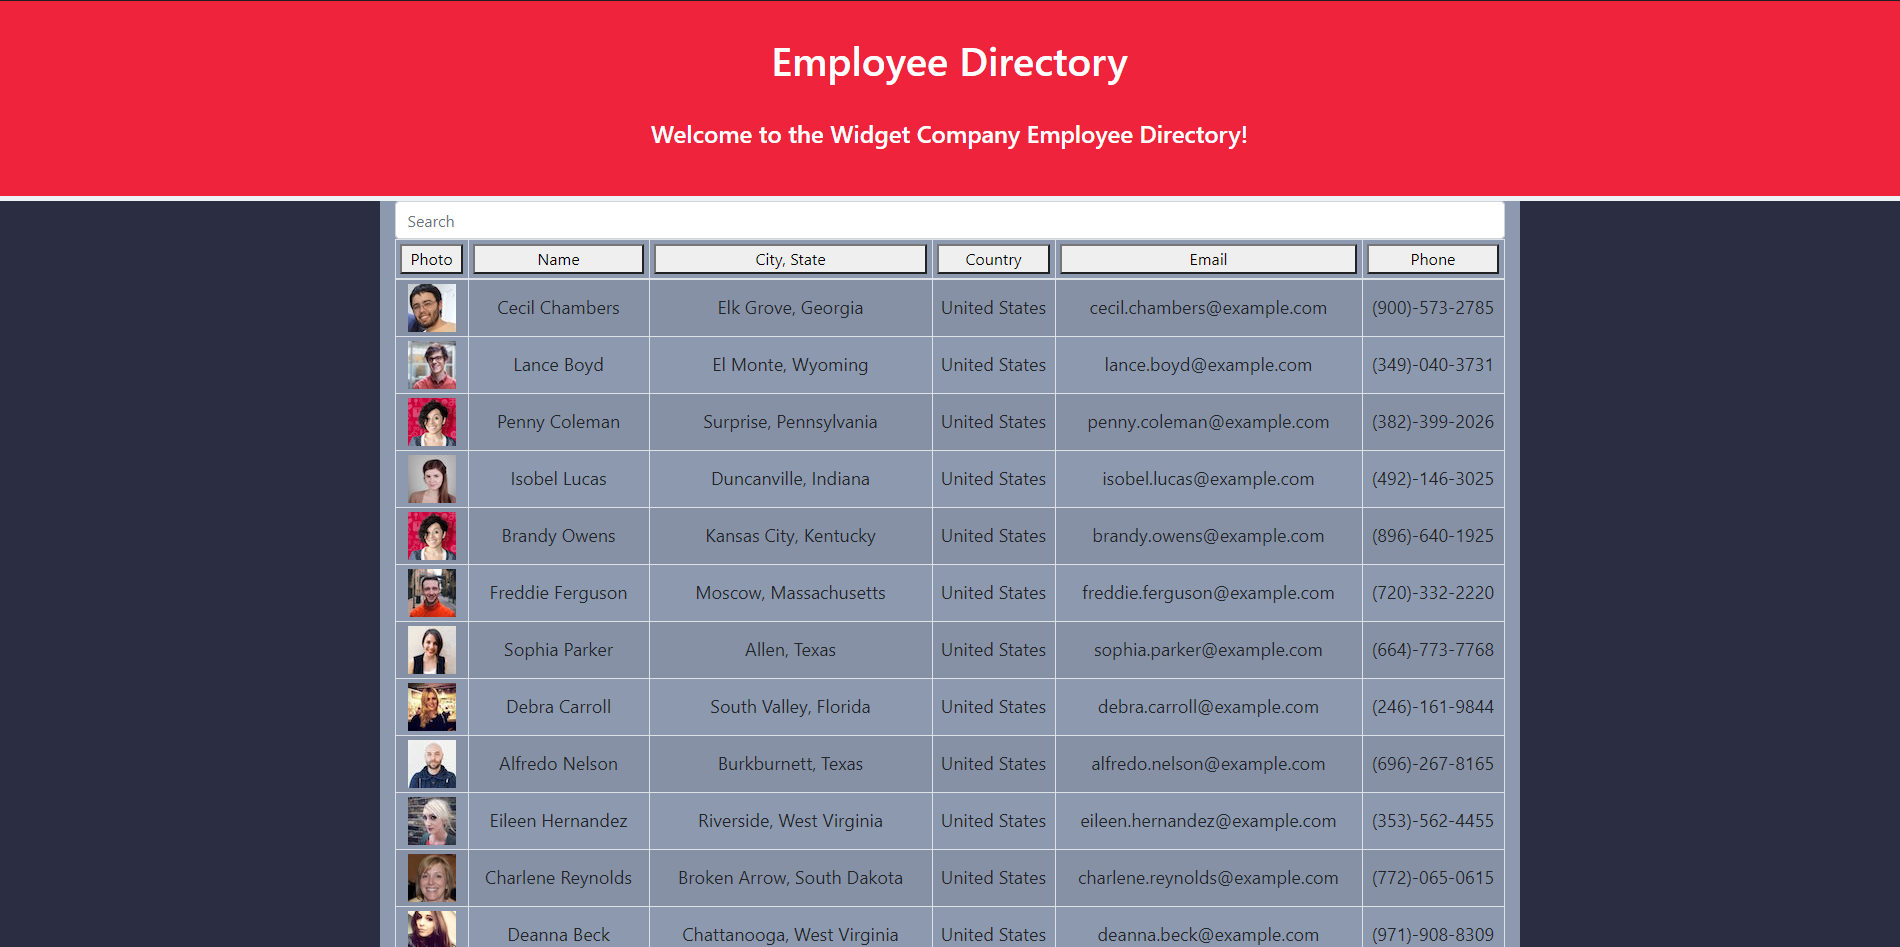 Employee Directory
Welcome to the Widget Company Employee Directory!
Search
Photo Name City, State Country Email Phone
Cecil Chambers Elk Grove, Georgia United States cecil.chambers@example.com (900)-573-2785
Lance Boyd El Monte, Wyoming United States lance.boyd@example.com (349)-040-3731
Penny Coleman Surprise, Pennsylvania United States penny.coleman@example.com (382)-399-2026
Isobel Lucas Duncanville, Indiana United States isobel.lucas@example.com (492)-146-3025
Brandy Owens Kansas City, Kentucky United States brandy.owens@example.com (896)-640-1925
Freddie Ferguson Moscow, Massachusetts United States freddie.ferguson@example.com (720)-332-2220
Sophia Parker Allen, Texas United States sophia.parker@example.com (664)-773-7768
Debra Carroll South Valley, Florida United States debra.carroll@example.com (246)-161-9844
Alfredo Nelson Burkburnett, Texas United States alfredo.nelson@example.com (696)-267-8165
Eileen Hernandez Riverside, West Virginia United States eileen.hernandez@example.com (353)-562-4455
Charlene Reynolds Broken Arrow, South Dakota United States charlene.reynolds@example.com (772)-065-0615
Deanna Beck Chattanooga, West Virginia United States deanna.beck@example.com (971)-908-8309